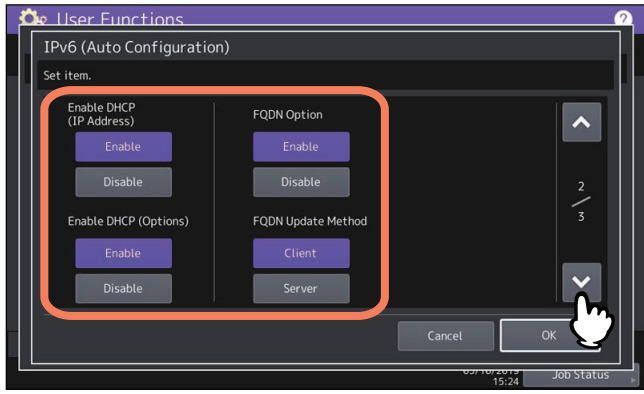 User Functions
?
IPv6 (Auto Configuration)
Set item.
Enable DHCP
(IP Address)
Enable
Disable
FQDN Option
Enable
Disable
Enable DHCP (Options)
Enable
Disable
FQDN Update Method
Client
Server
2
3
Cancel
OK
15:24
Job Status